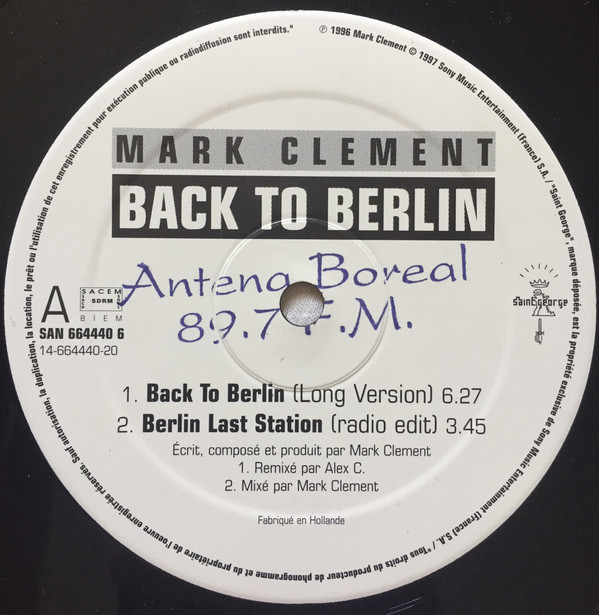 MARK CLEMENT
BACK TO BERLIN
Antena Boreal
89.7 F.M.
A
SACEM
SDRM
BIEM
SAN 664440 6
14-664440-20
saint george
1. Back To Berlin (Long Version) 6.27
2. Berlin Last Station (radio edit) 3.45
Écrit, composé et produit par Mark Clement
1. Remixé par Alex C.
2. Mixé par Mark Clement
Fabriqué en Hollande
℗ 1996 Mark Clement © 1997 Sony Music Entertainment (France) S.A. / "Saint George", marque déposée, est la propriété exclusive de Sony Music Entertainment (France) S.A. / "Tous droits du producteur de phonogramme et du propriétaire de l'oeuvre enregistrée réservés. Sauf autorisation, la duplication, la location, le prêt ou l'utilisation de cet enregistrement pour exécution publique ou radiodiffusion sont interdits."